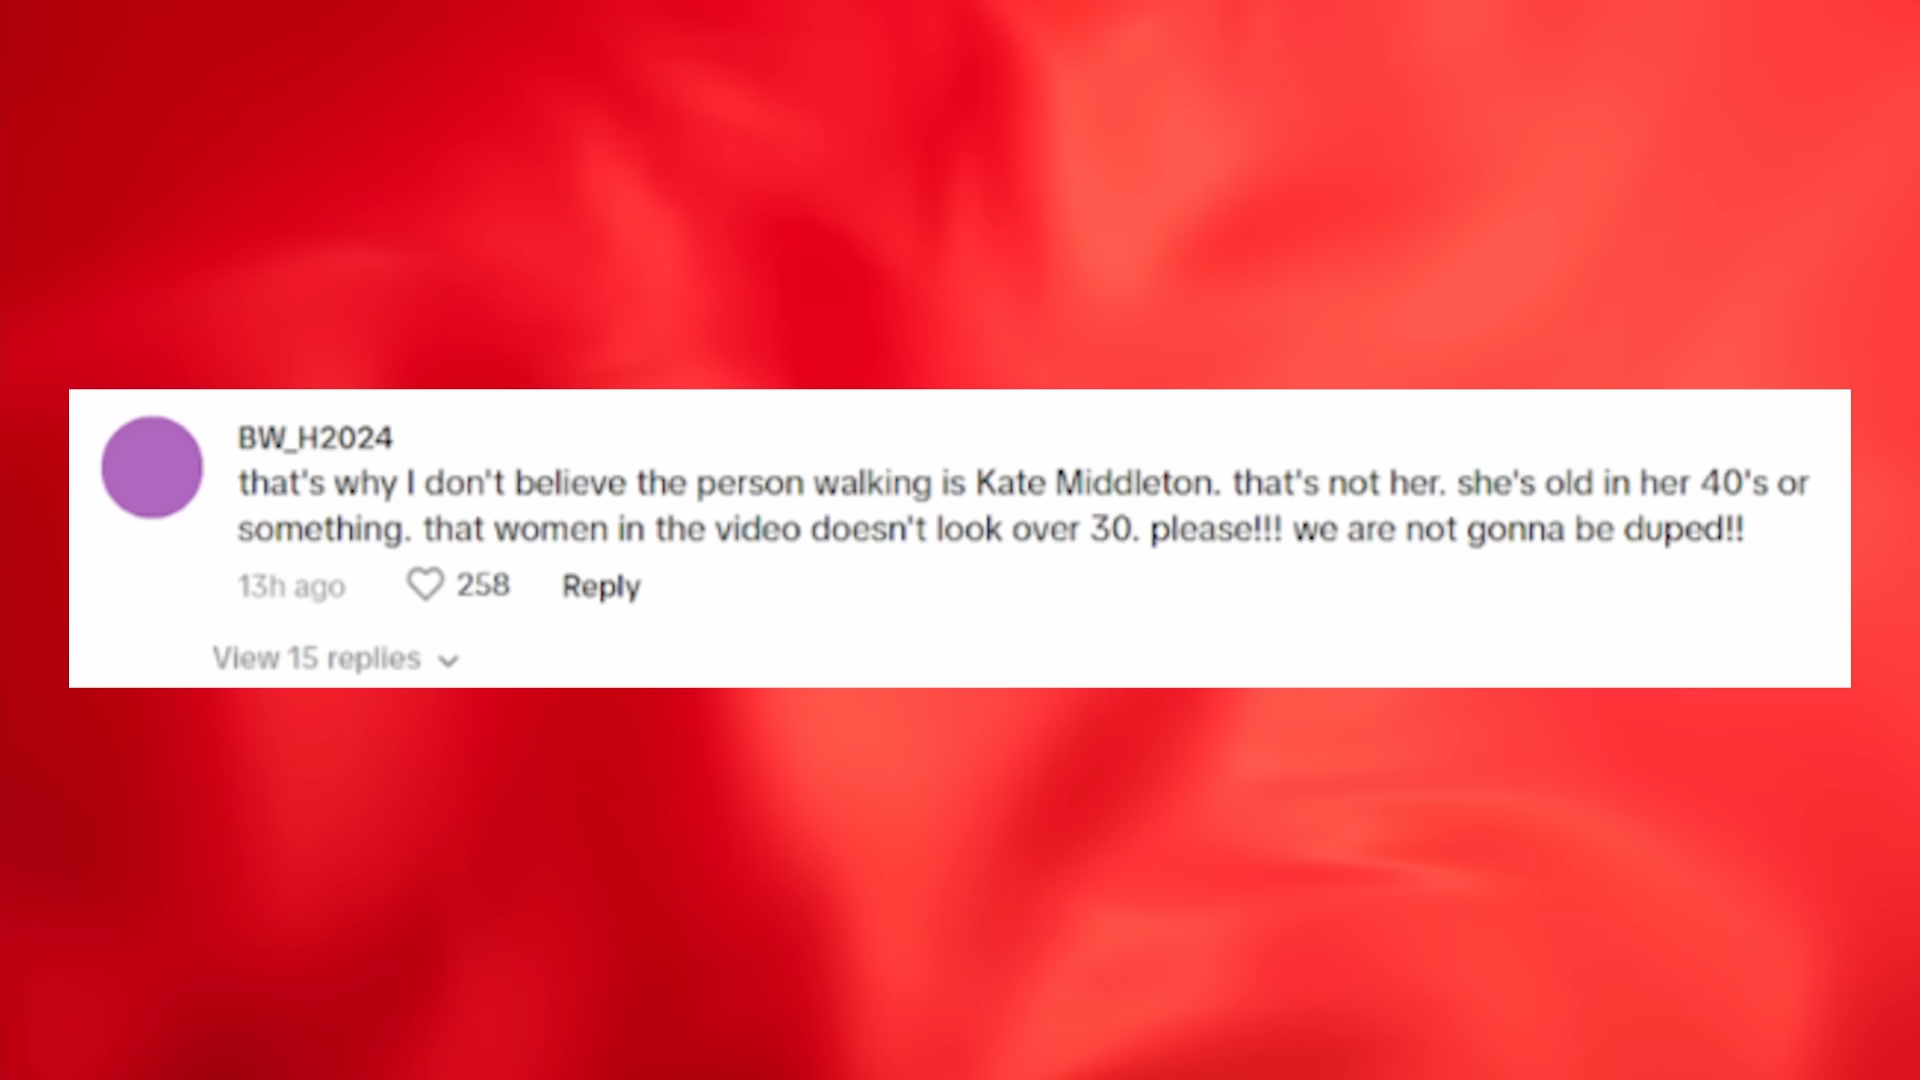 BW_H2024
that's why I don't believe the person walking is Kate Middleton. that's not her. she's old in her 40's or
something. that women in the video doesn't look over 30. please!!! we are not gonna be duped!!
13h ago 258 Reply
View 15 replies